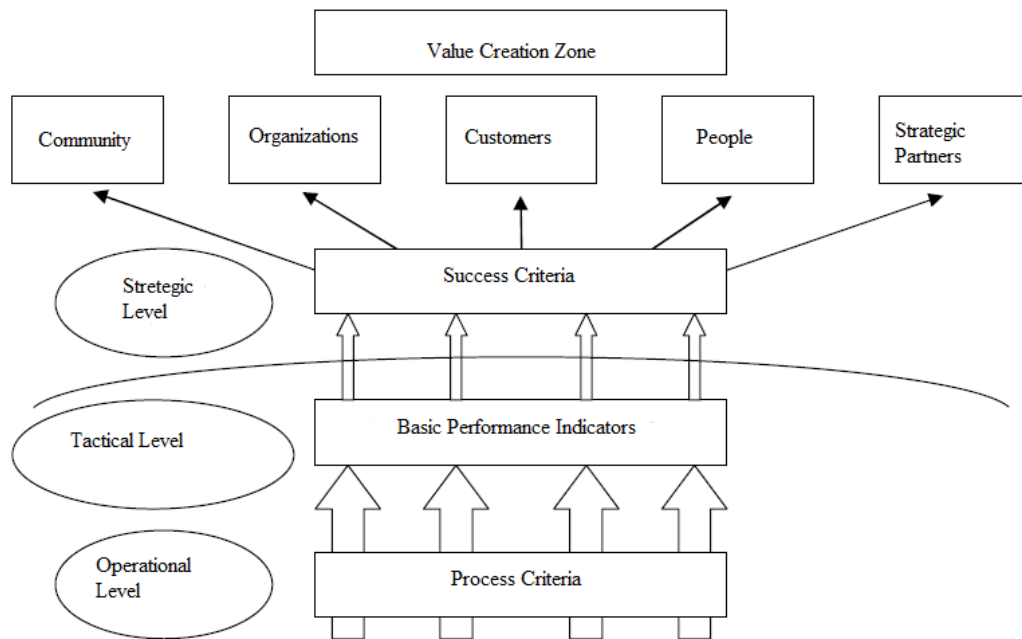 Value Creation Zone
Community
Organizations
Customers
People
Strategic
Partners
Stretegic
Level
Success Criteria
Tactical Level
Basic Performance Indicators
Operational
Level
Process Criteria